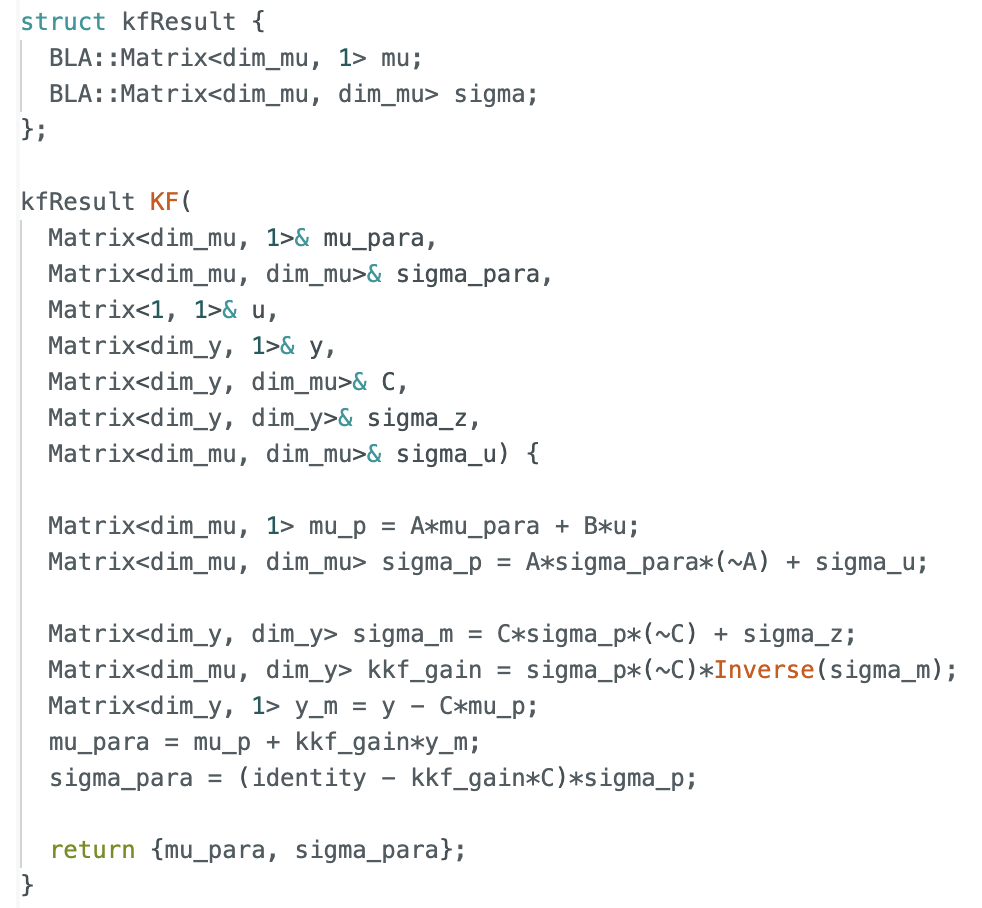 struct kfResult {
  BLA::Matrix<dim_mu, 1> mu;
  BLA::Matrix<dim_mu, dim_mu> sigma;
};

kfResult KF(
  Matrix<dim_mu, 1>& mu_para,
  Matrix<dim_mu, dim_mu>& sigma_para,
  Matrix<1, 1>& u,
  Matrix<dim_y, 1>& y,
  Matrix<dim_y, dim_mu>& C,
  Matrix<dim_y, dim_y>& sigma_z,
  Matrix<dim_mu, dim_mu>& sigma_u) {

  Matrix<dim_mu, 1> mu_p = A*mu_para + B*u;
  Matrix<dim_mu, dim_mu> sigma_p = A*sigma_para*(~A) + sigma_u;

  Matrix<dim_y, dim_y> sigma_m = C*sigma_p*(~C) + sigma_z;
  Matrix<dim_mu, dim_y> kkf_gain = sigma_p*(~C)*Inverse(sigma_m);
  Matrix<dim_y, 1> y_m = y - C*mu_p;
  mu_para = mu_p + kkf_gain*y_m;
  sigma_para = (identity - kkf_gain*C)*sigma_p;

  return {mu_para, sigma_para};
}